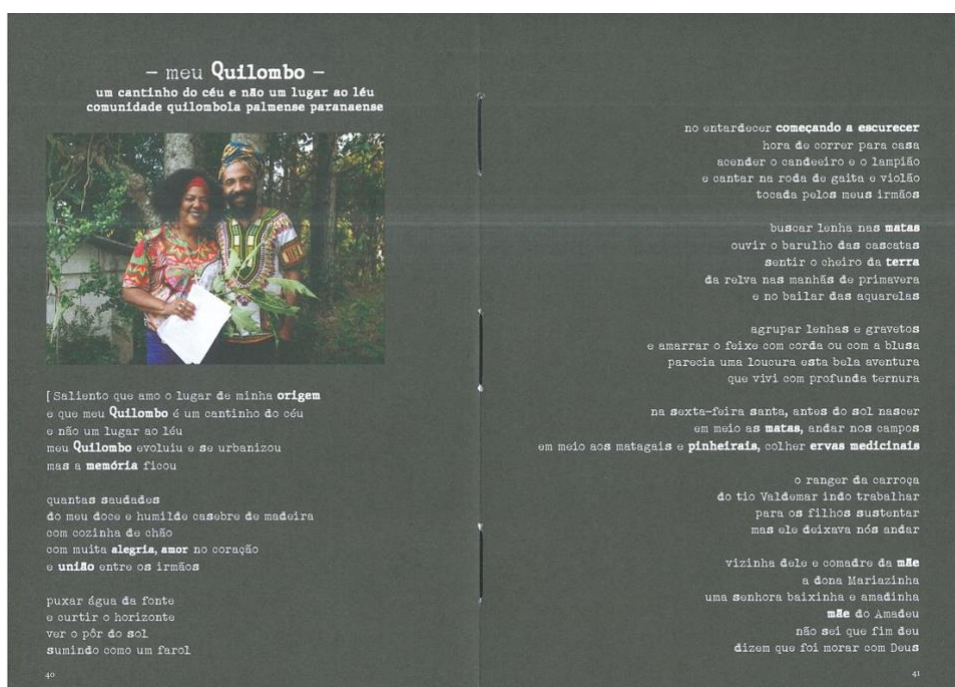 – meu Quilombo –
um cantinho do céu e não um lugar ao léu
comunidade quilombola palmense paranaense
[Saliento que amo o lugar de minha origem
e que meu Quilombo é um cantinho do céu
e não um lugar ao léu
meu Quilombo evoluiu e se urbanizou
mas a memória ficou
quantas saudades
do meu doce e humilde casebre de madeira
com cozinha de chão
com muita alegria, amor no coração
e união entre os irmãos
puxar água da fonte
e curtir o horizonte
ver o pôr do sol
sumindo como um farol
40
no entardecer começando a escurecer
hora de correr para casa
acender o candeeiro e o lampião
e cantar na roda de gaita e violão
tocada pelos meus irmãos
buscar lenha nas matas
ouvir o barulho das cascatas
sentir o cheiro da terra
da relva nas manhãs de primavera
e no bailar das aquarelas
agrupar lenhas e gravetos
e amarrar o feixe com corda ou com a blusa
parecia uma loucura esta bela aventura
que vivi com profunda ternura
na sexta-feira santa, antes do sol nascer
em meio as matas, andar nos campos
em meio aos matagais e pinheirais, colher ervas medicinais
o ranger da carroça
do tio Valdemar indo trabalhar
para os filhos sustentar
mas ele deixava nós andar
vizinha dele e comadre da mãe
a dona Mariazinha
uma senhora baixinha e amadinha
mãe do Amadeu
não sei que fim deu
dizem que foi morar com Deus
41